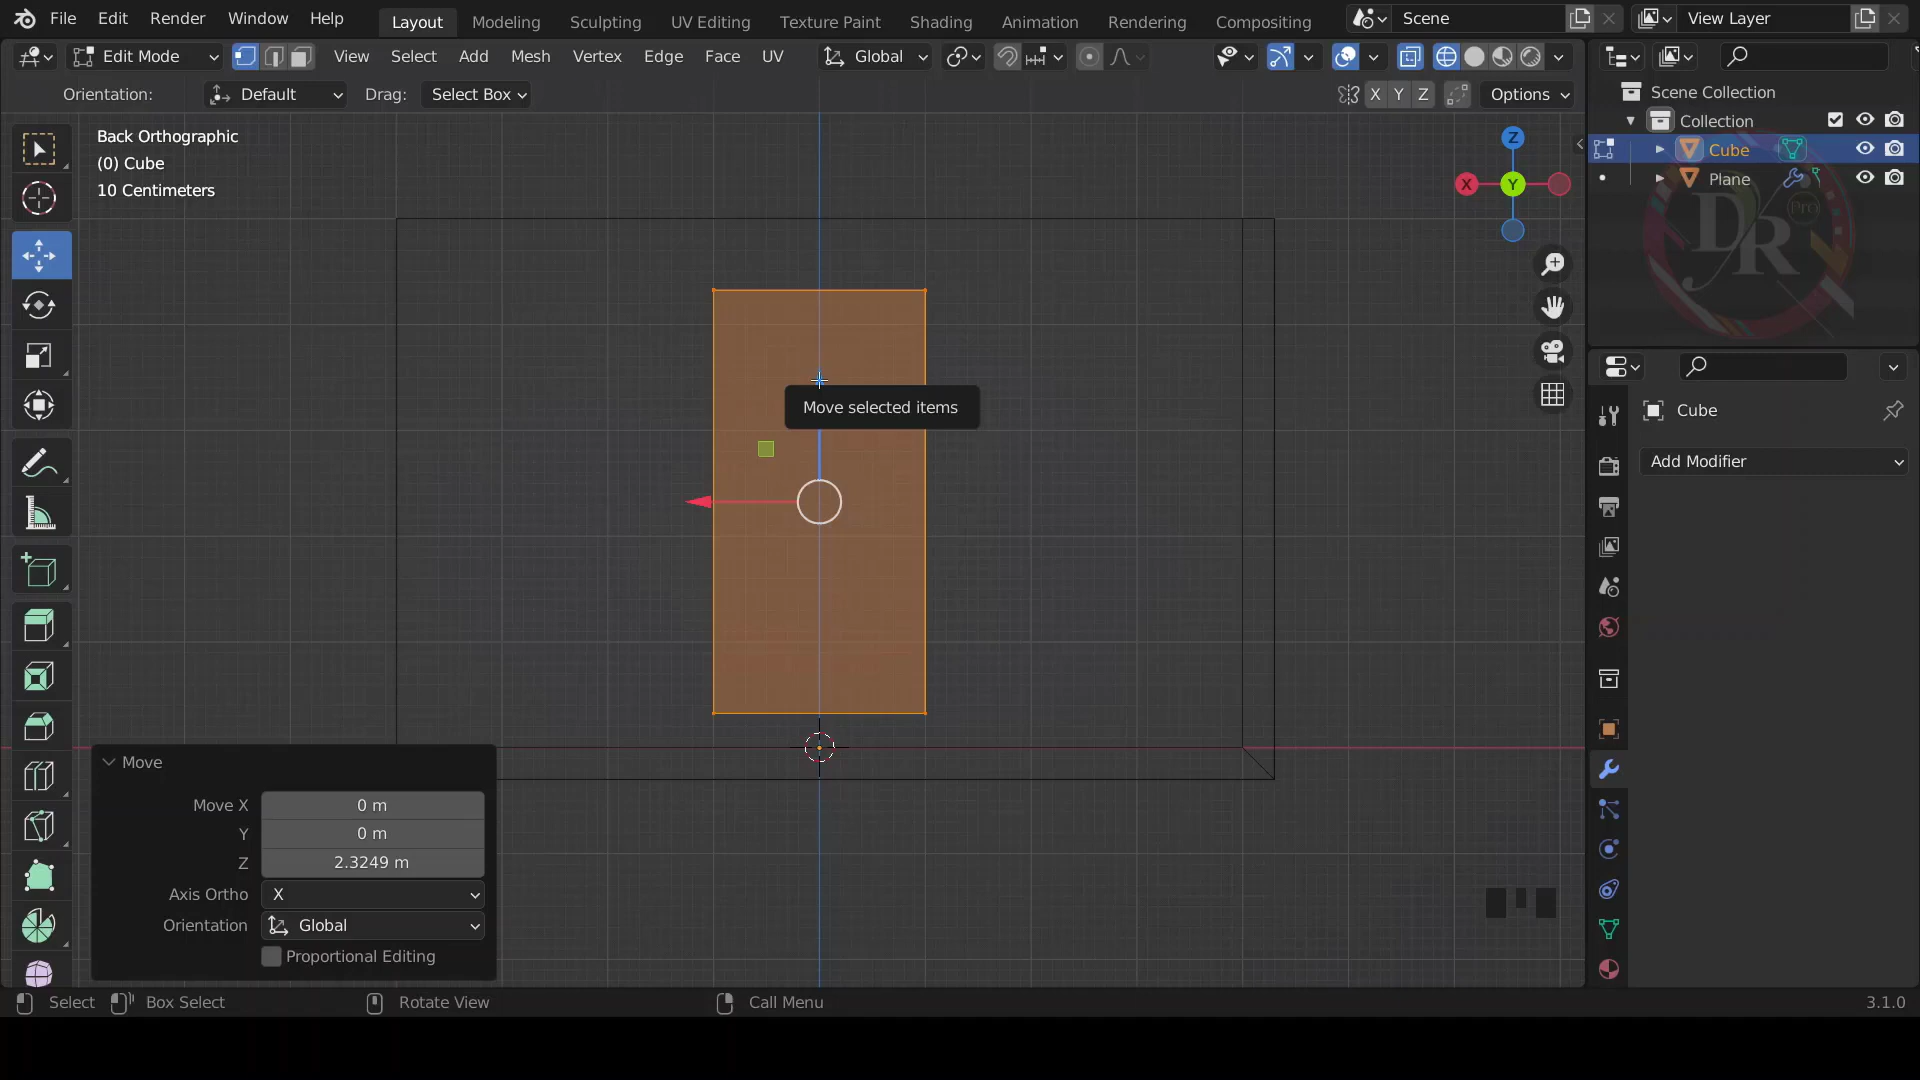 File Edit Render Window Help Layout Modeling Sculpting UV Editing Texture Paint Shading Animation Rendering Compositing Scene View Layer
Edit Mode View Select Add Mesh Vertex Edge Face UV Global
Orientation: Default Drag: Select Box X Y Z Options
Scene Collection
Collection
Cube
Plane
Back Orthographic
(0) Cube
10 Centimeters
Z
X Y
Pro
DR
Move selected items
Cube
Add Modifier
Move
Move X 0 m
Y 0 m
Z 2.3249 m
Axis Ortho X
Orientation Global
Proportional Editing
Select Box Select Rotate View Call Menu 3.1.0